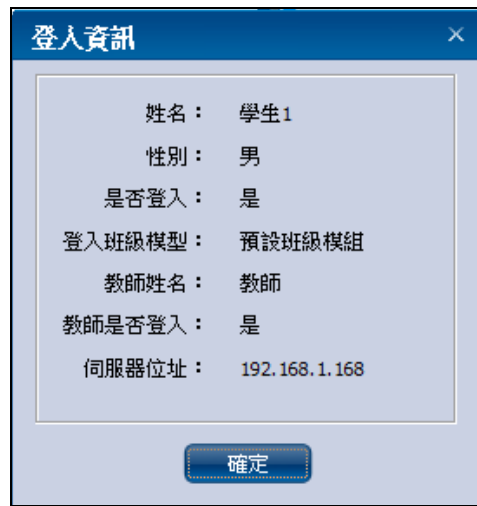 登入資訊
姓名： 學生1
性別： 男
是否登入： 是
登入班級模型： 預設班級模組
教師姓名： 教師
教師是否登入： 是
伺服器位址： 192.168.1.168
確定